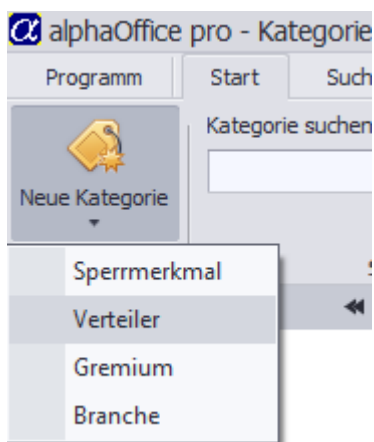 α alphaOffice pro - Kategorie
Programm Start Such
Kategorie suchen
Neue Kategorie
Sperrmerkmal
Verteiler
Gremium
Branche